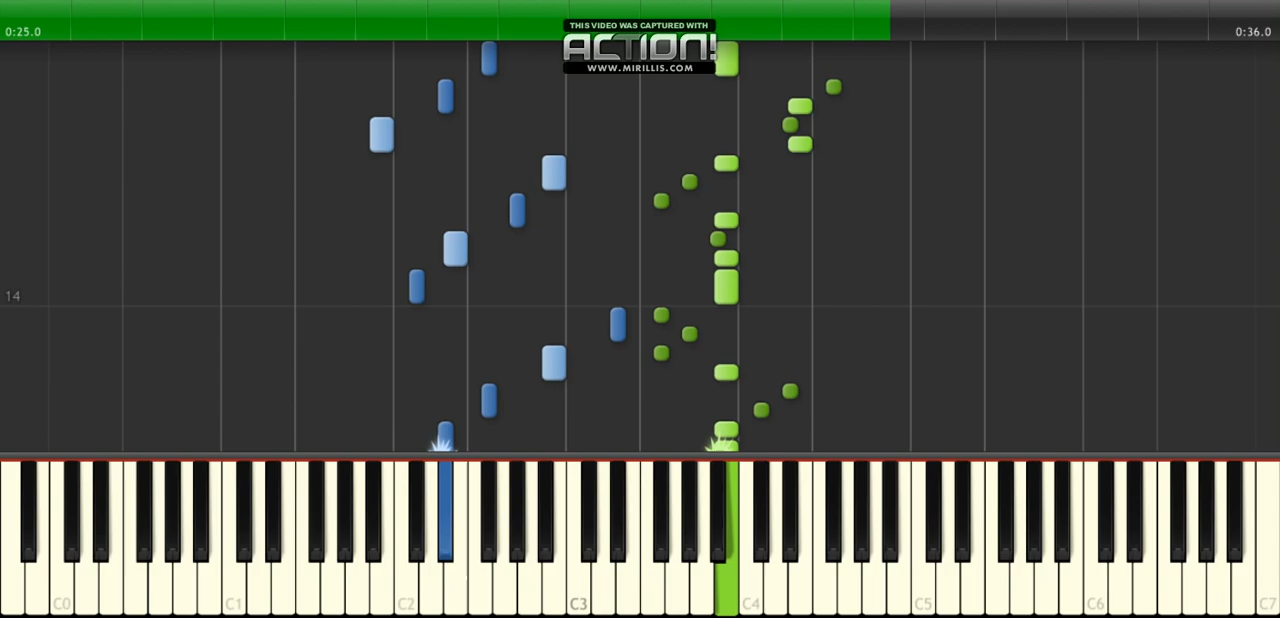 THIS VIDEO WAS CAPTURED WITH
ACTION!
WWW.MIRILLIS.COM
0:25.0
0:36.0
14
C0
C1
C2
C3
C4
C5
C6
C7